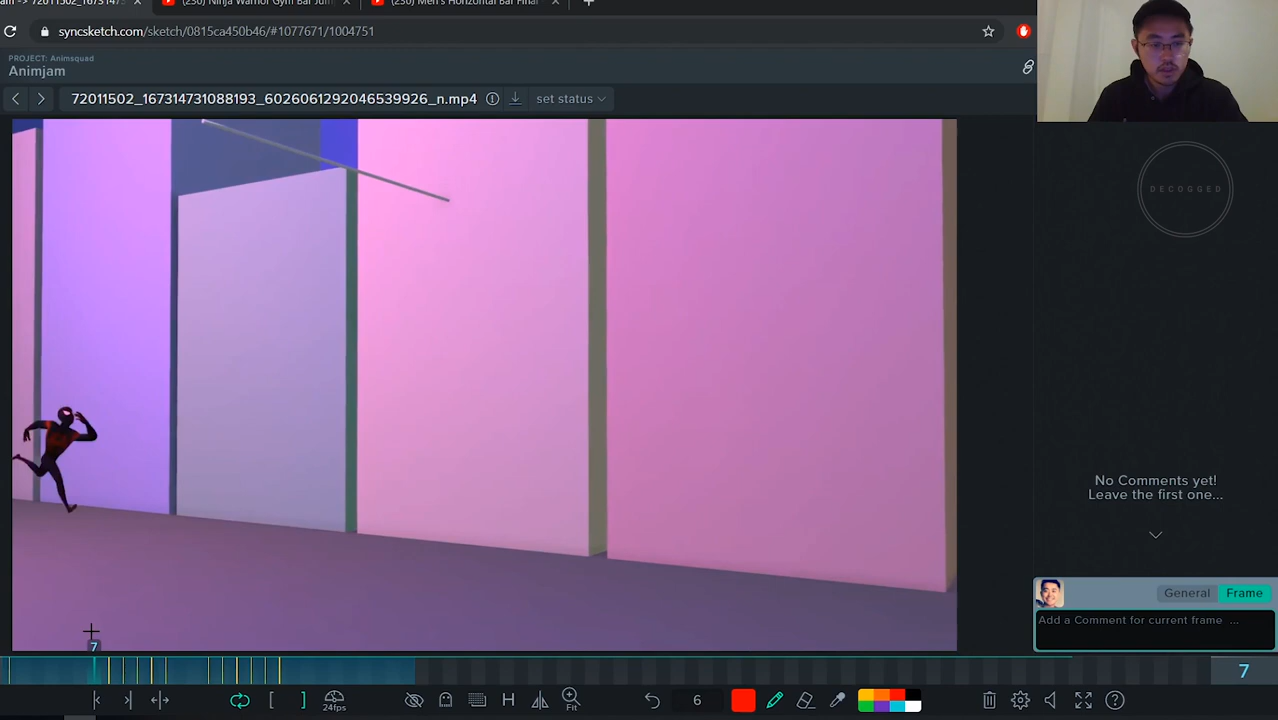 (230) Ninja Warrior Gym Bar Jum
(230) Men's Horizontal Bar Final
syncsketch.com/sketch/0815ca450b46/#1077671/1004751
PROJECT: Animsquad
Animjam
72011502_167314731088193_6026061292046539926_n.mp4
set status
DECOGGED
No Comments yet!
Leave the first one...
General
Frame
Add a Comment for current frame ...
7
7
24fps
H
Fit
6